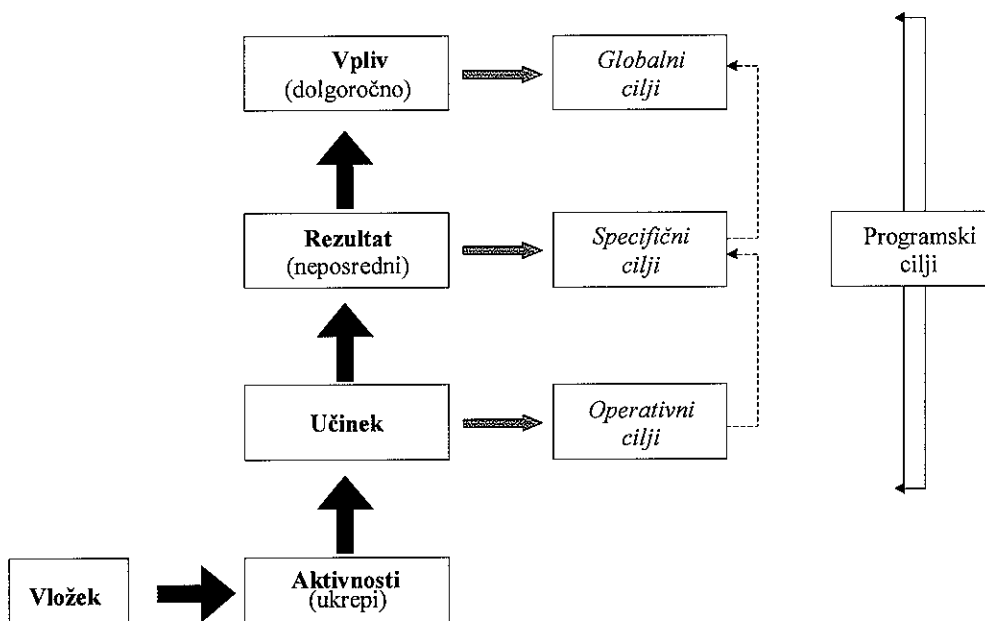 Vpliv
(dolgoročno)
Globalni
cilji
Rezultat
(neposredni)
Specifični
cilji
Programski
cilji
Učinek
Operativni
cilji
Vložek
Aktivnosti
(ukrepi)